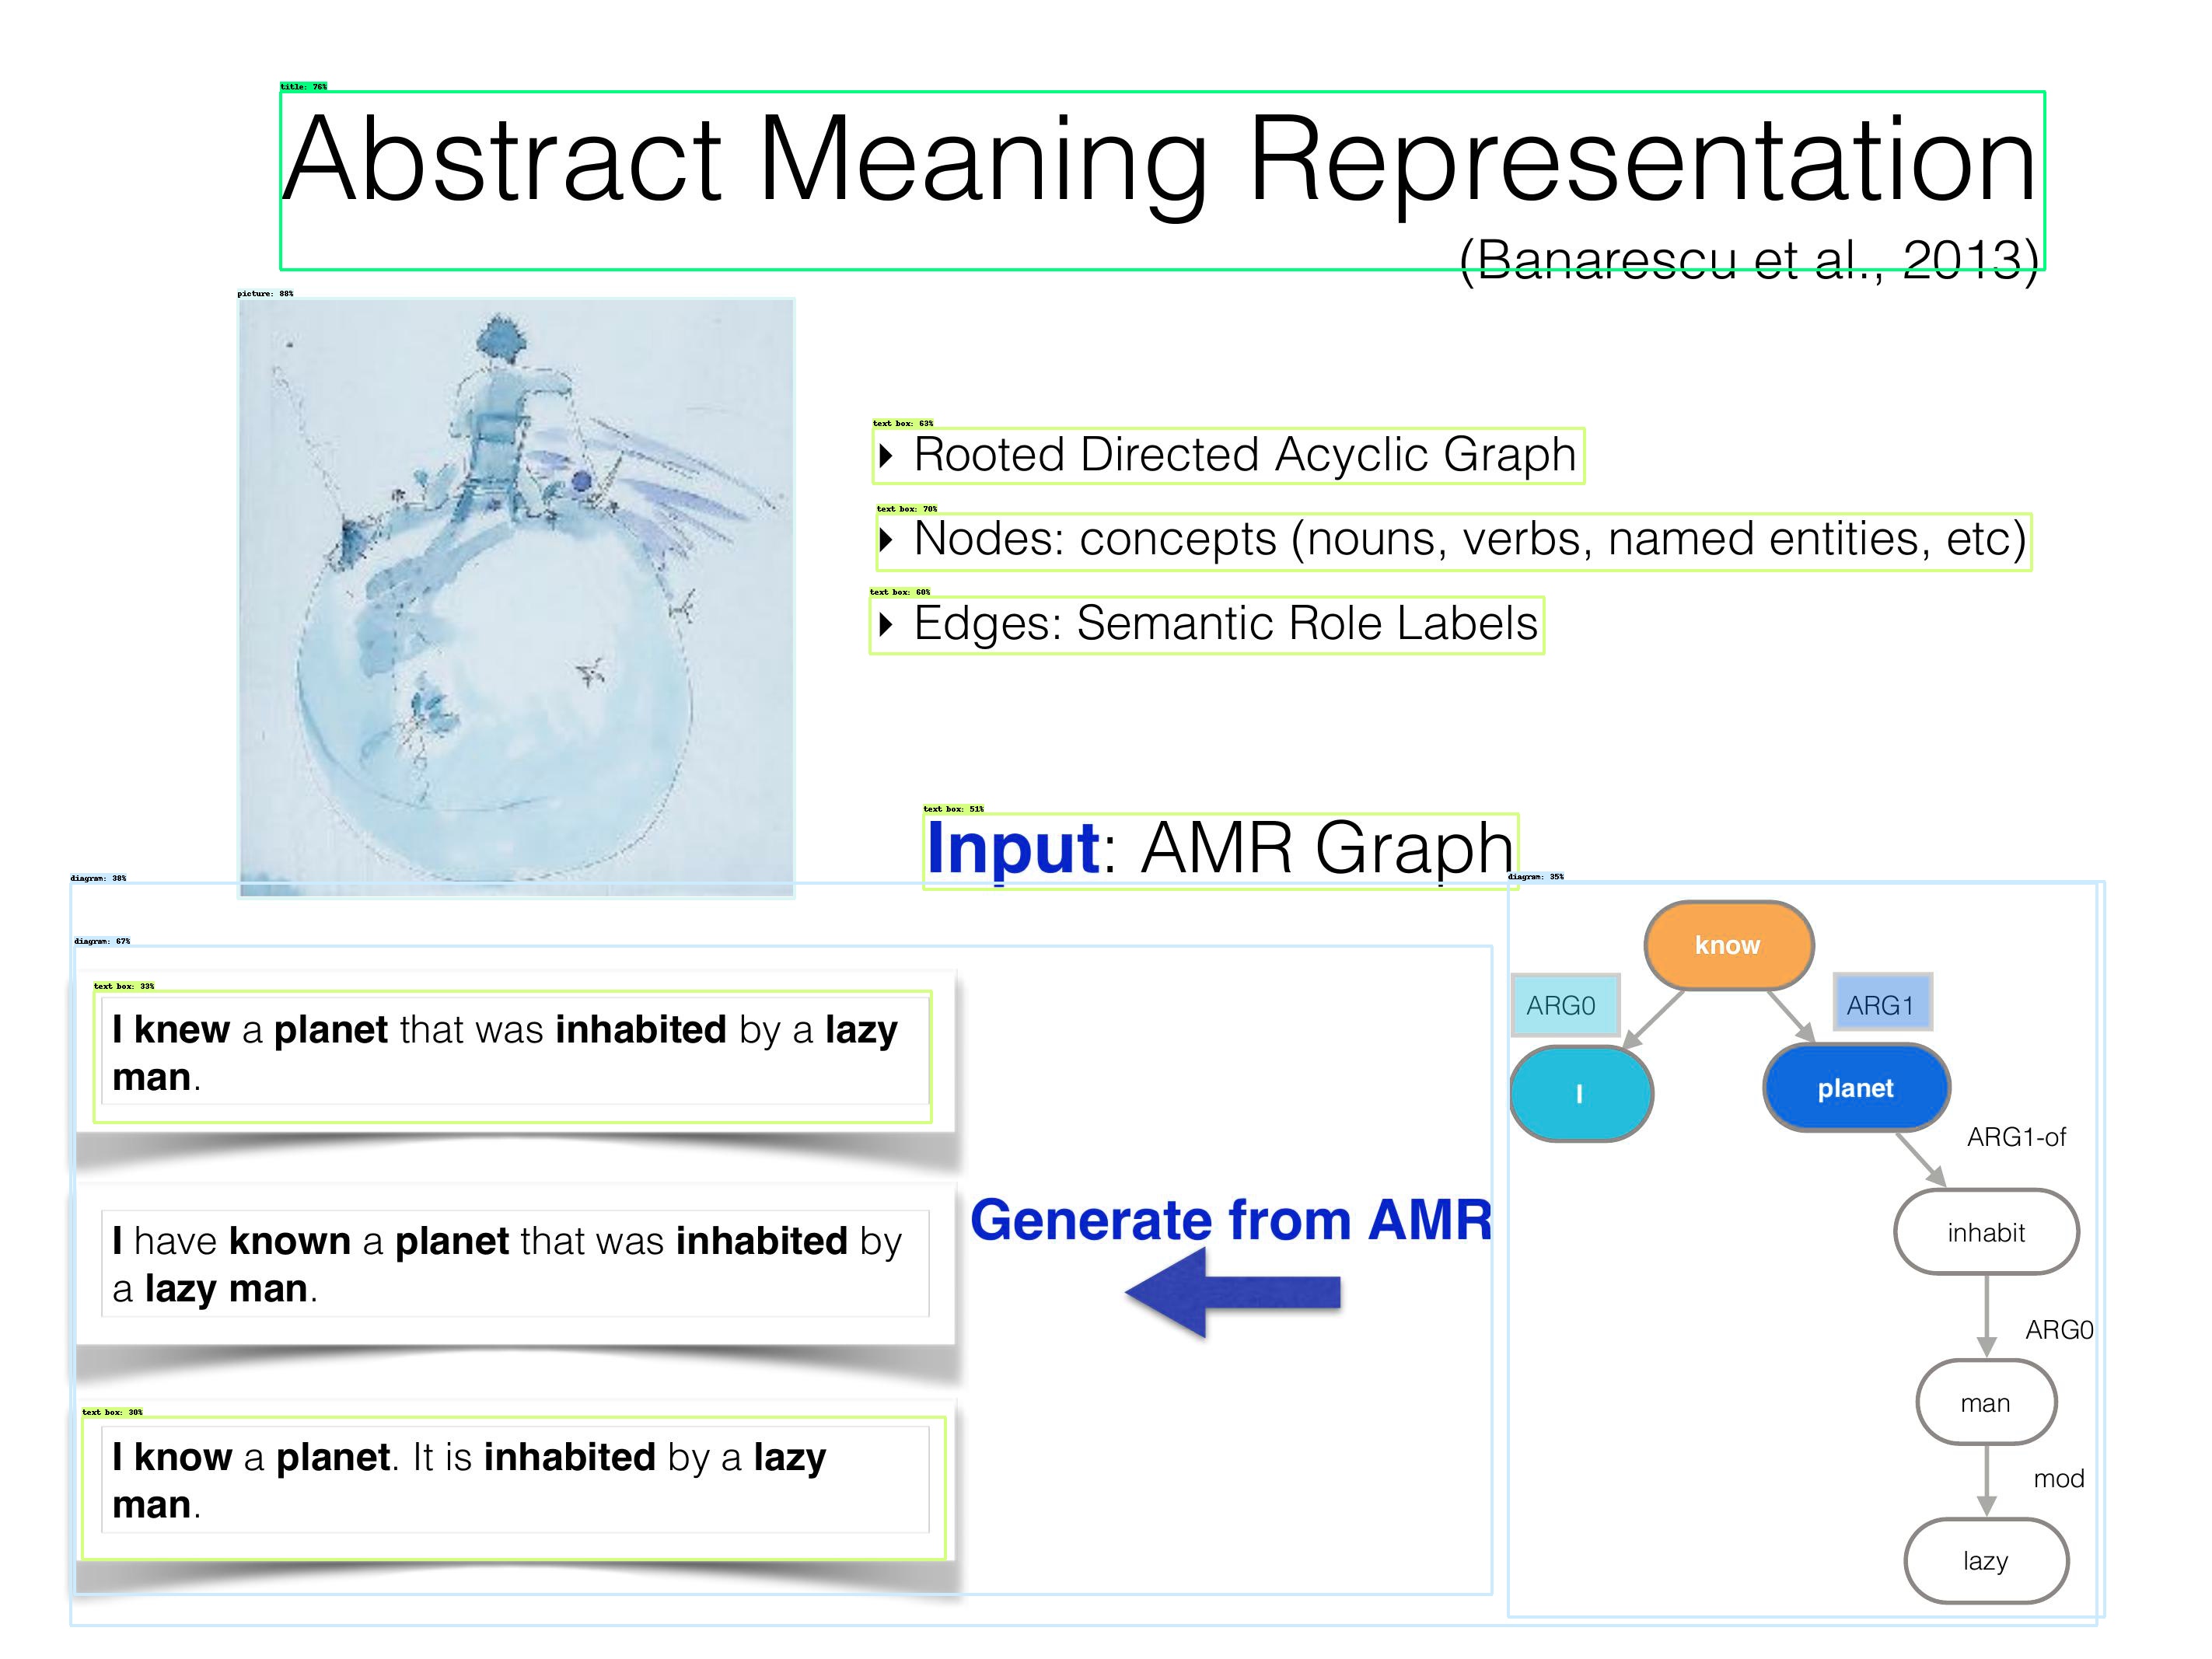 title: 76%
Abstract Meaning Representation
(Banarescu et al., 2013)
picture: 88%
text box: 63%
‣ Rooted Directed Acyclic Graph
text box: 70%
‣ Nodes: concepts (nouns, verbs, named entities, etc)
text box: 60%
‣ Edges: Semantic Role Labels
text box: 51%
Input: AMR Graph
diagram: 38%
diagram: 35%
diagram: 67%
text box: 33%
I knew a planet that was inhabited by a lazy
man.
I have known a planet that was inhabited by
a lazy man.
text box: 30%
I know a planet. It is inhabited by a lazy
man.
Generate from AMR
know
ARG0
ARG1
I
planet
ARG1-of
inhabit
ARG0
man
mod
lazy